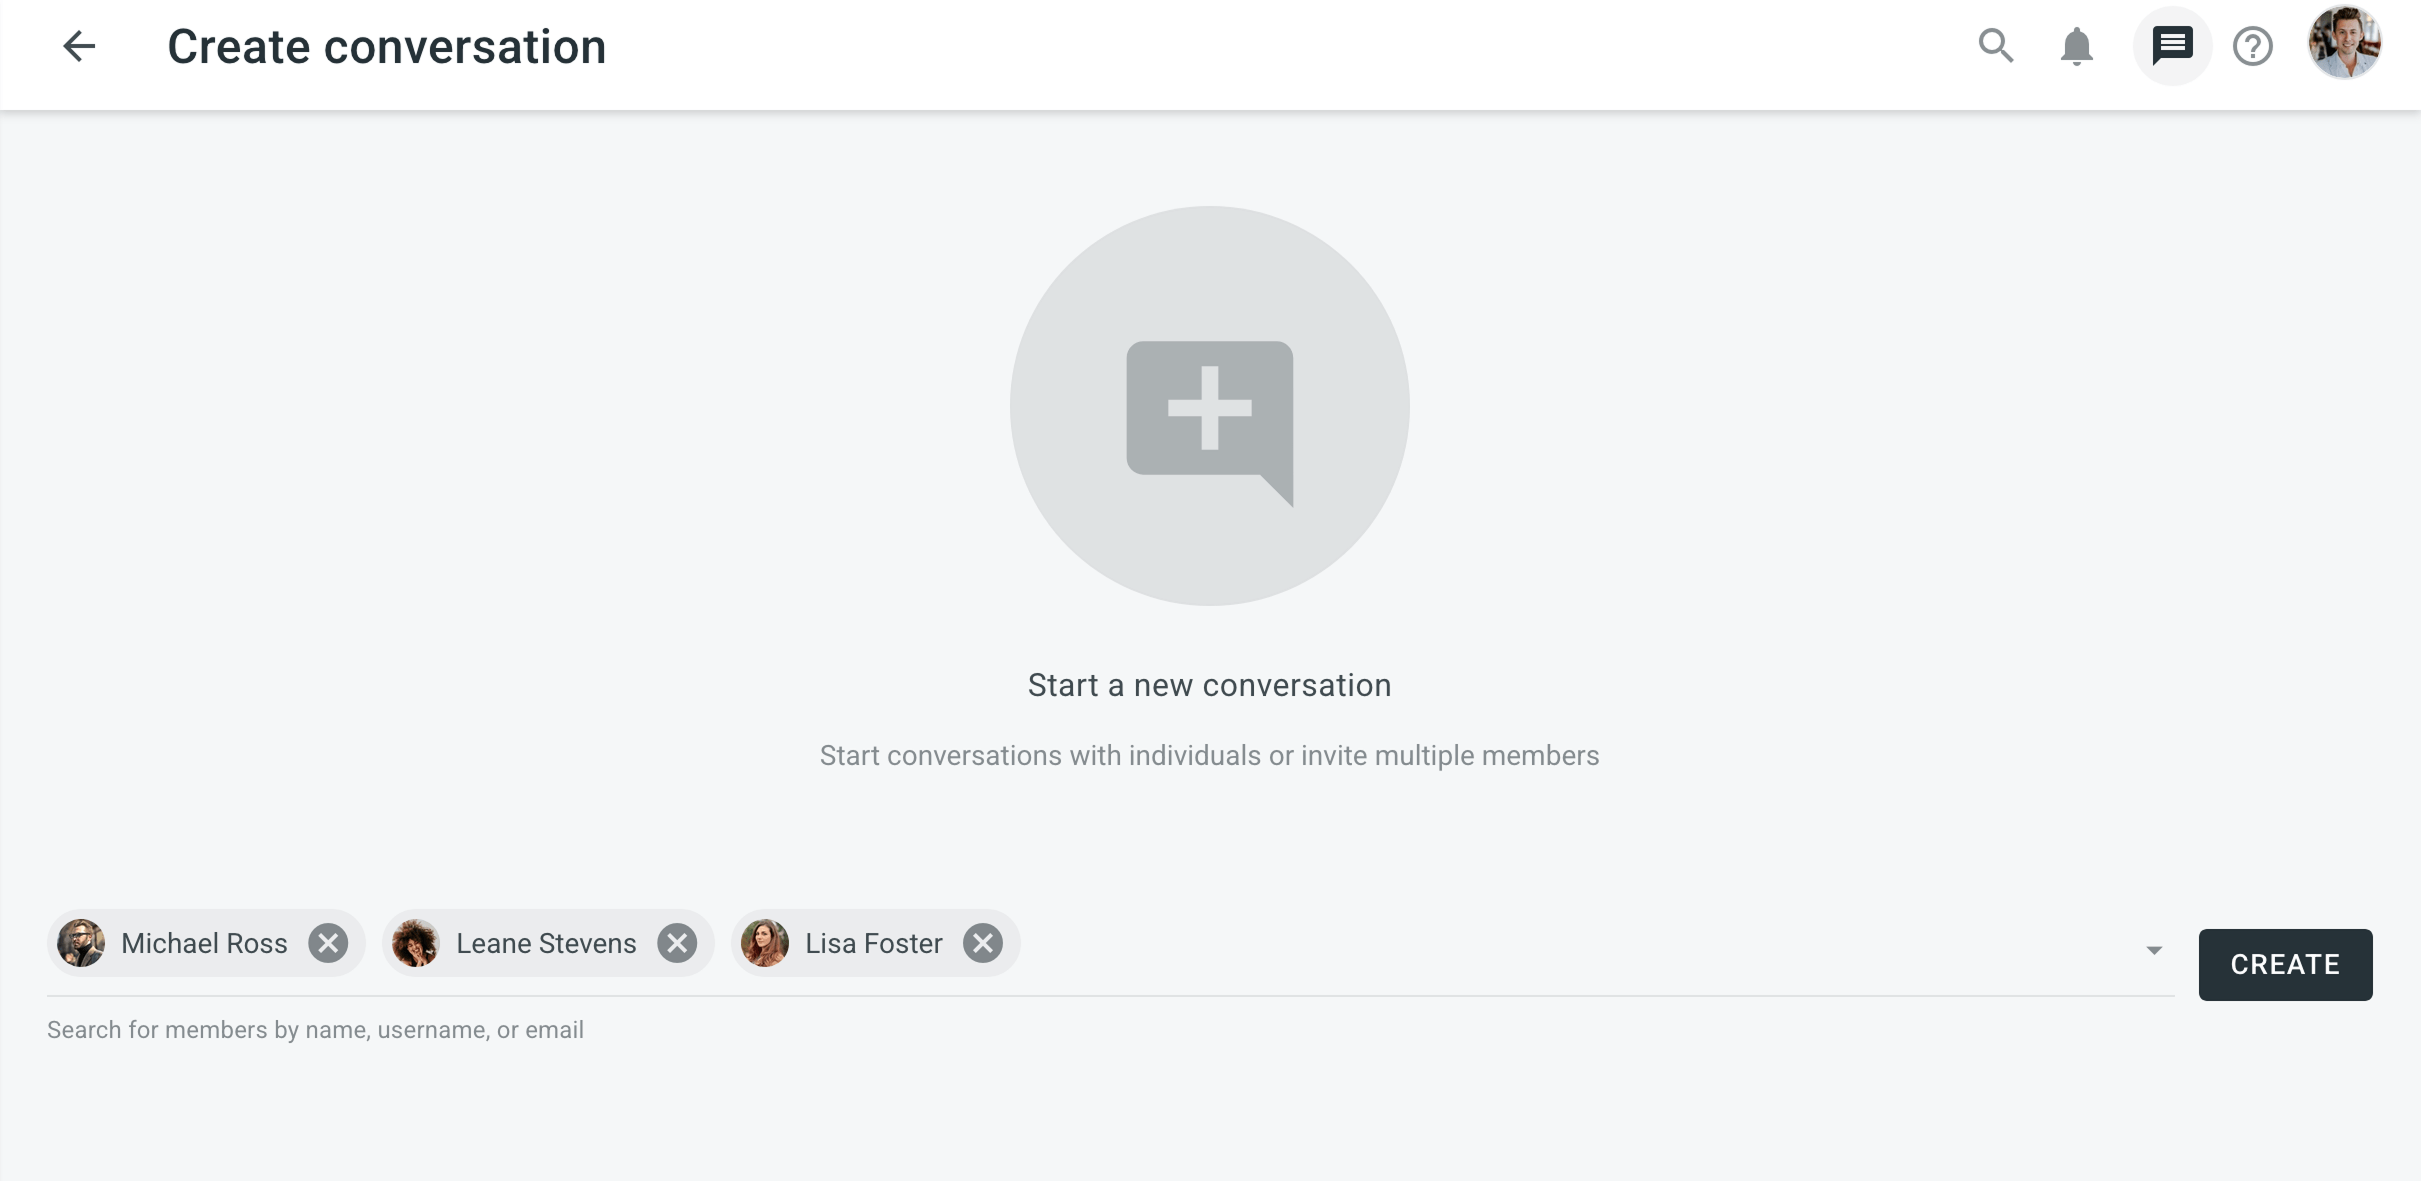 Create conversation
Start a new conversation
Start conversations with individuals or invite multiple members
Michael Ross
Leane Stevens
Lisa Foster
CREATE
Search for members by name, username, or email